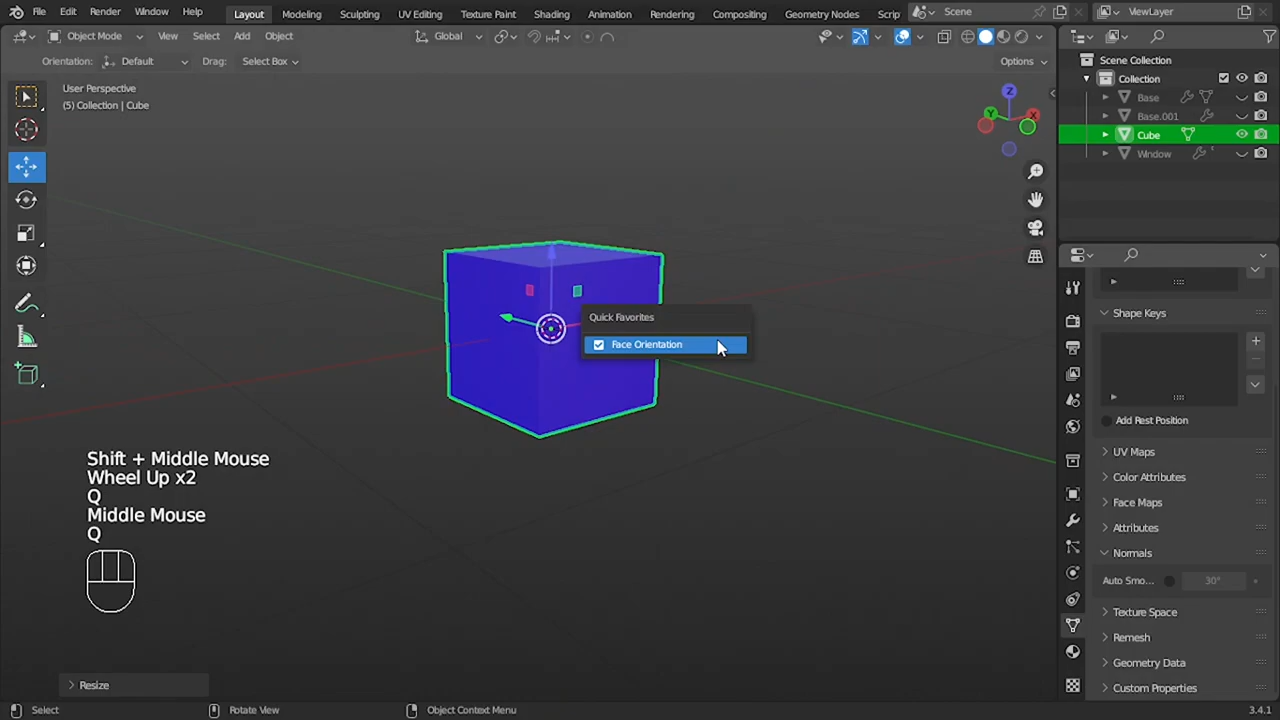 File Edit Render Window Help
Layout Modeling Sculpting UV Editing Texture Paint Shading Animation Rendering Compositing Geometry Nodes Scrip
Scene
ViewLayer
Object Mode View Select Add Object
Global
Orientation: Default Drag: Select Box
Options
User Perspective
(5) Collection | Cube
Z
Y
X
Quick Favorites
Face Orientation
Shift + Middle Mouse
Wheel Up x2
Q
Middle Mouse
Q
Resize
Scene Collection
Collection
Base
Base.001
Cube
Window
Shape Keys
Add Rest Position
UV Maps
Color Attributes
Face Maps
Attributes
Normals
Auto Smo... 30°
Texture Space
Remesh
Geometry Data
Custom Properties
Select Rotate View Object Context Menu 3.4.1